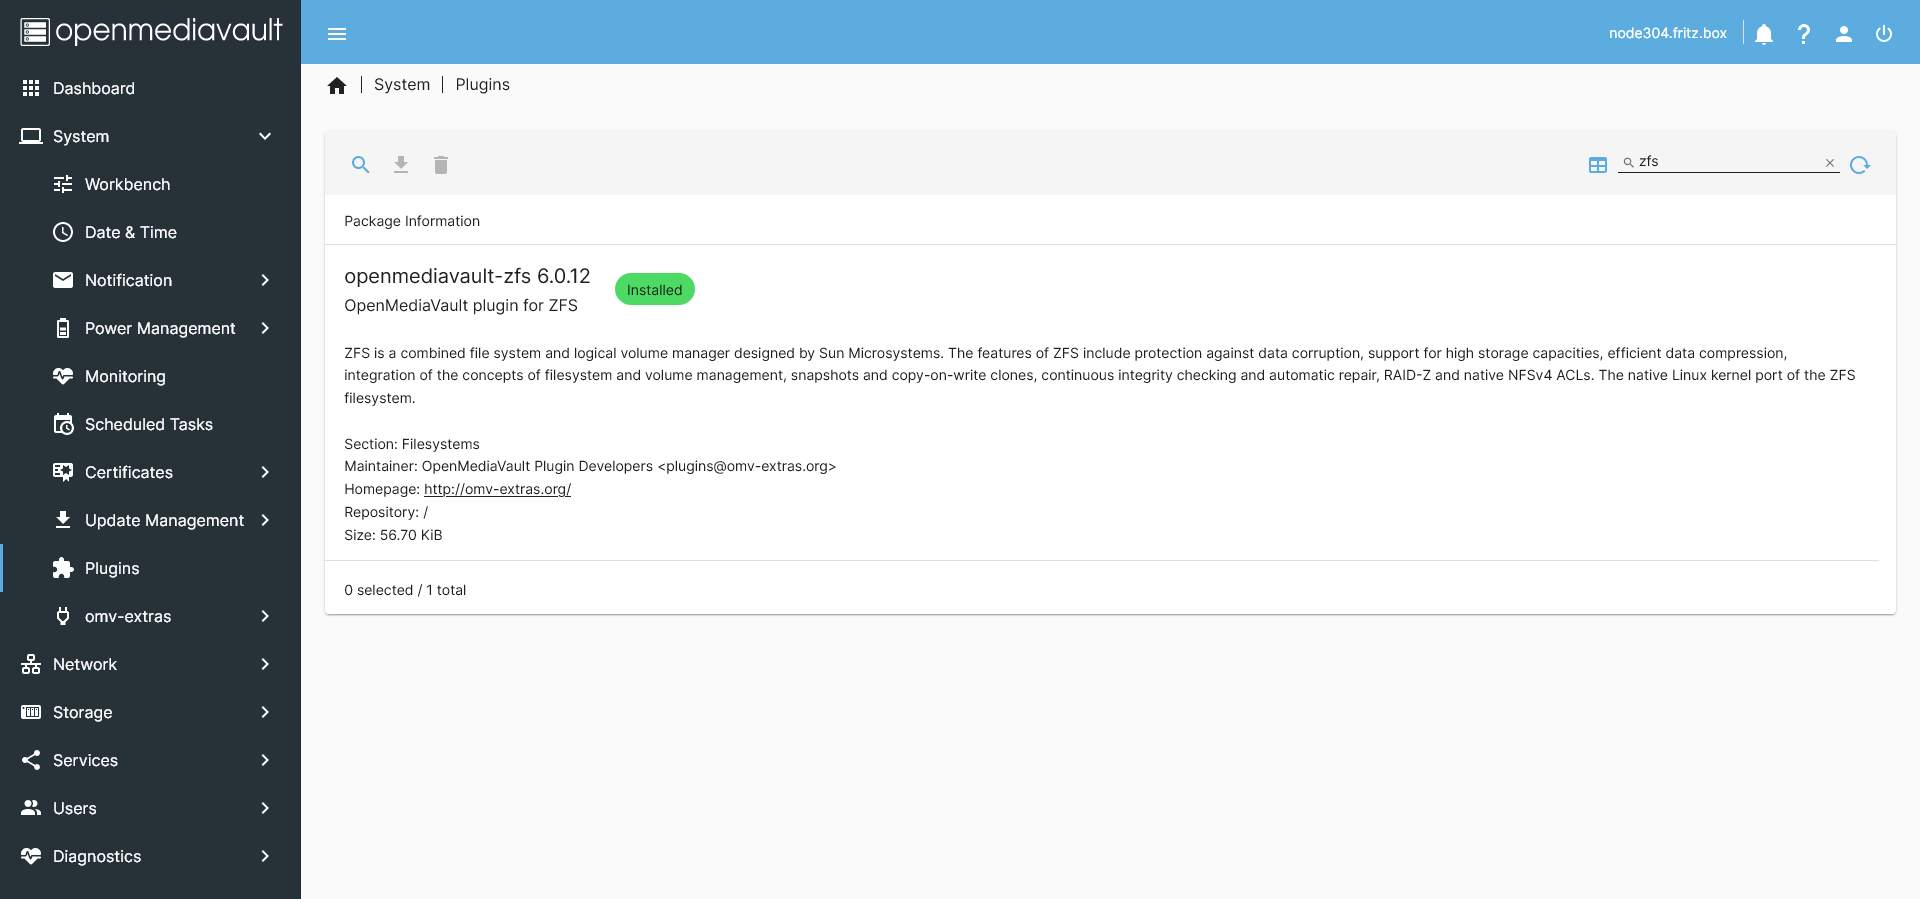 openmediavault
node304.fritz.box
Dashboard
System
Workbench
Date & Time
Notification
Power Management
Monitoring
Scheduled Tasks
Certificates
Update Management
Plugins
omv-extras
Network
Storage
Services
Users
Diagnostics
System | Plugins
zfs
Package Information
openmediavault-zfs 6.0.12
Installed
OpenMediaVault plugin for ZFS
ZFS is a combined file system and logical volume manager designed by Sun Microsystems. The features of ZFS include protection against data corruption, support for high storage capacities, efficient data compression,
integration of the concepts of filesystem and volume management, snapshots and copy-on-write clones, continuous integrity checking and automatic repair, RAID-Z and native NFSv4 ACLs. The native Linux kernel port of the ZFS
filesystem.
Section: Filesystems
Maintainer: OpenMediaVault Plugin Developers <plugins@omv-extras.org>
Homepage: http://omv-extras.org/
Repository: /
Size: 56.70 KiB
0 selected / 1 total